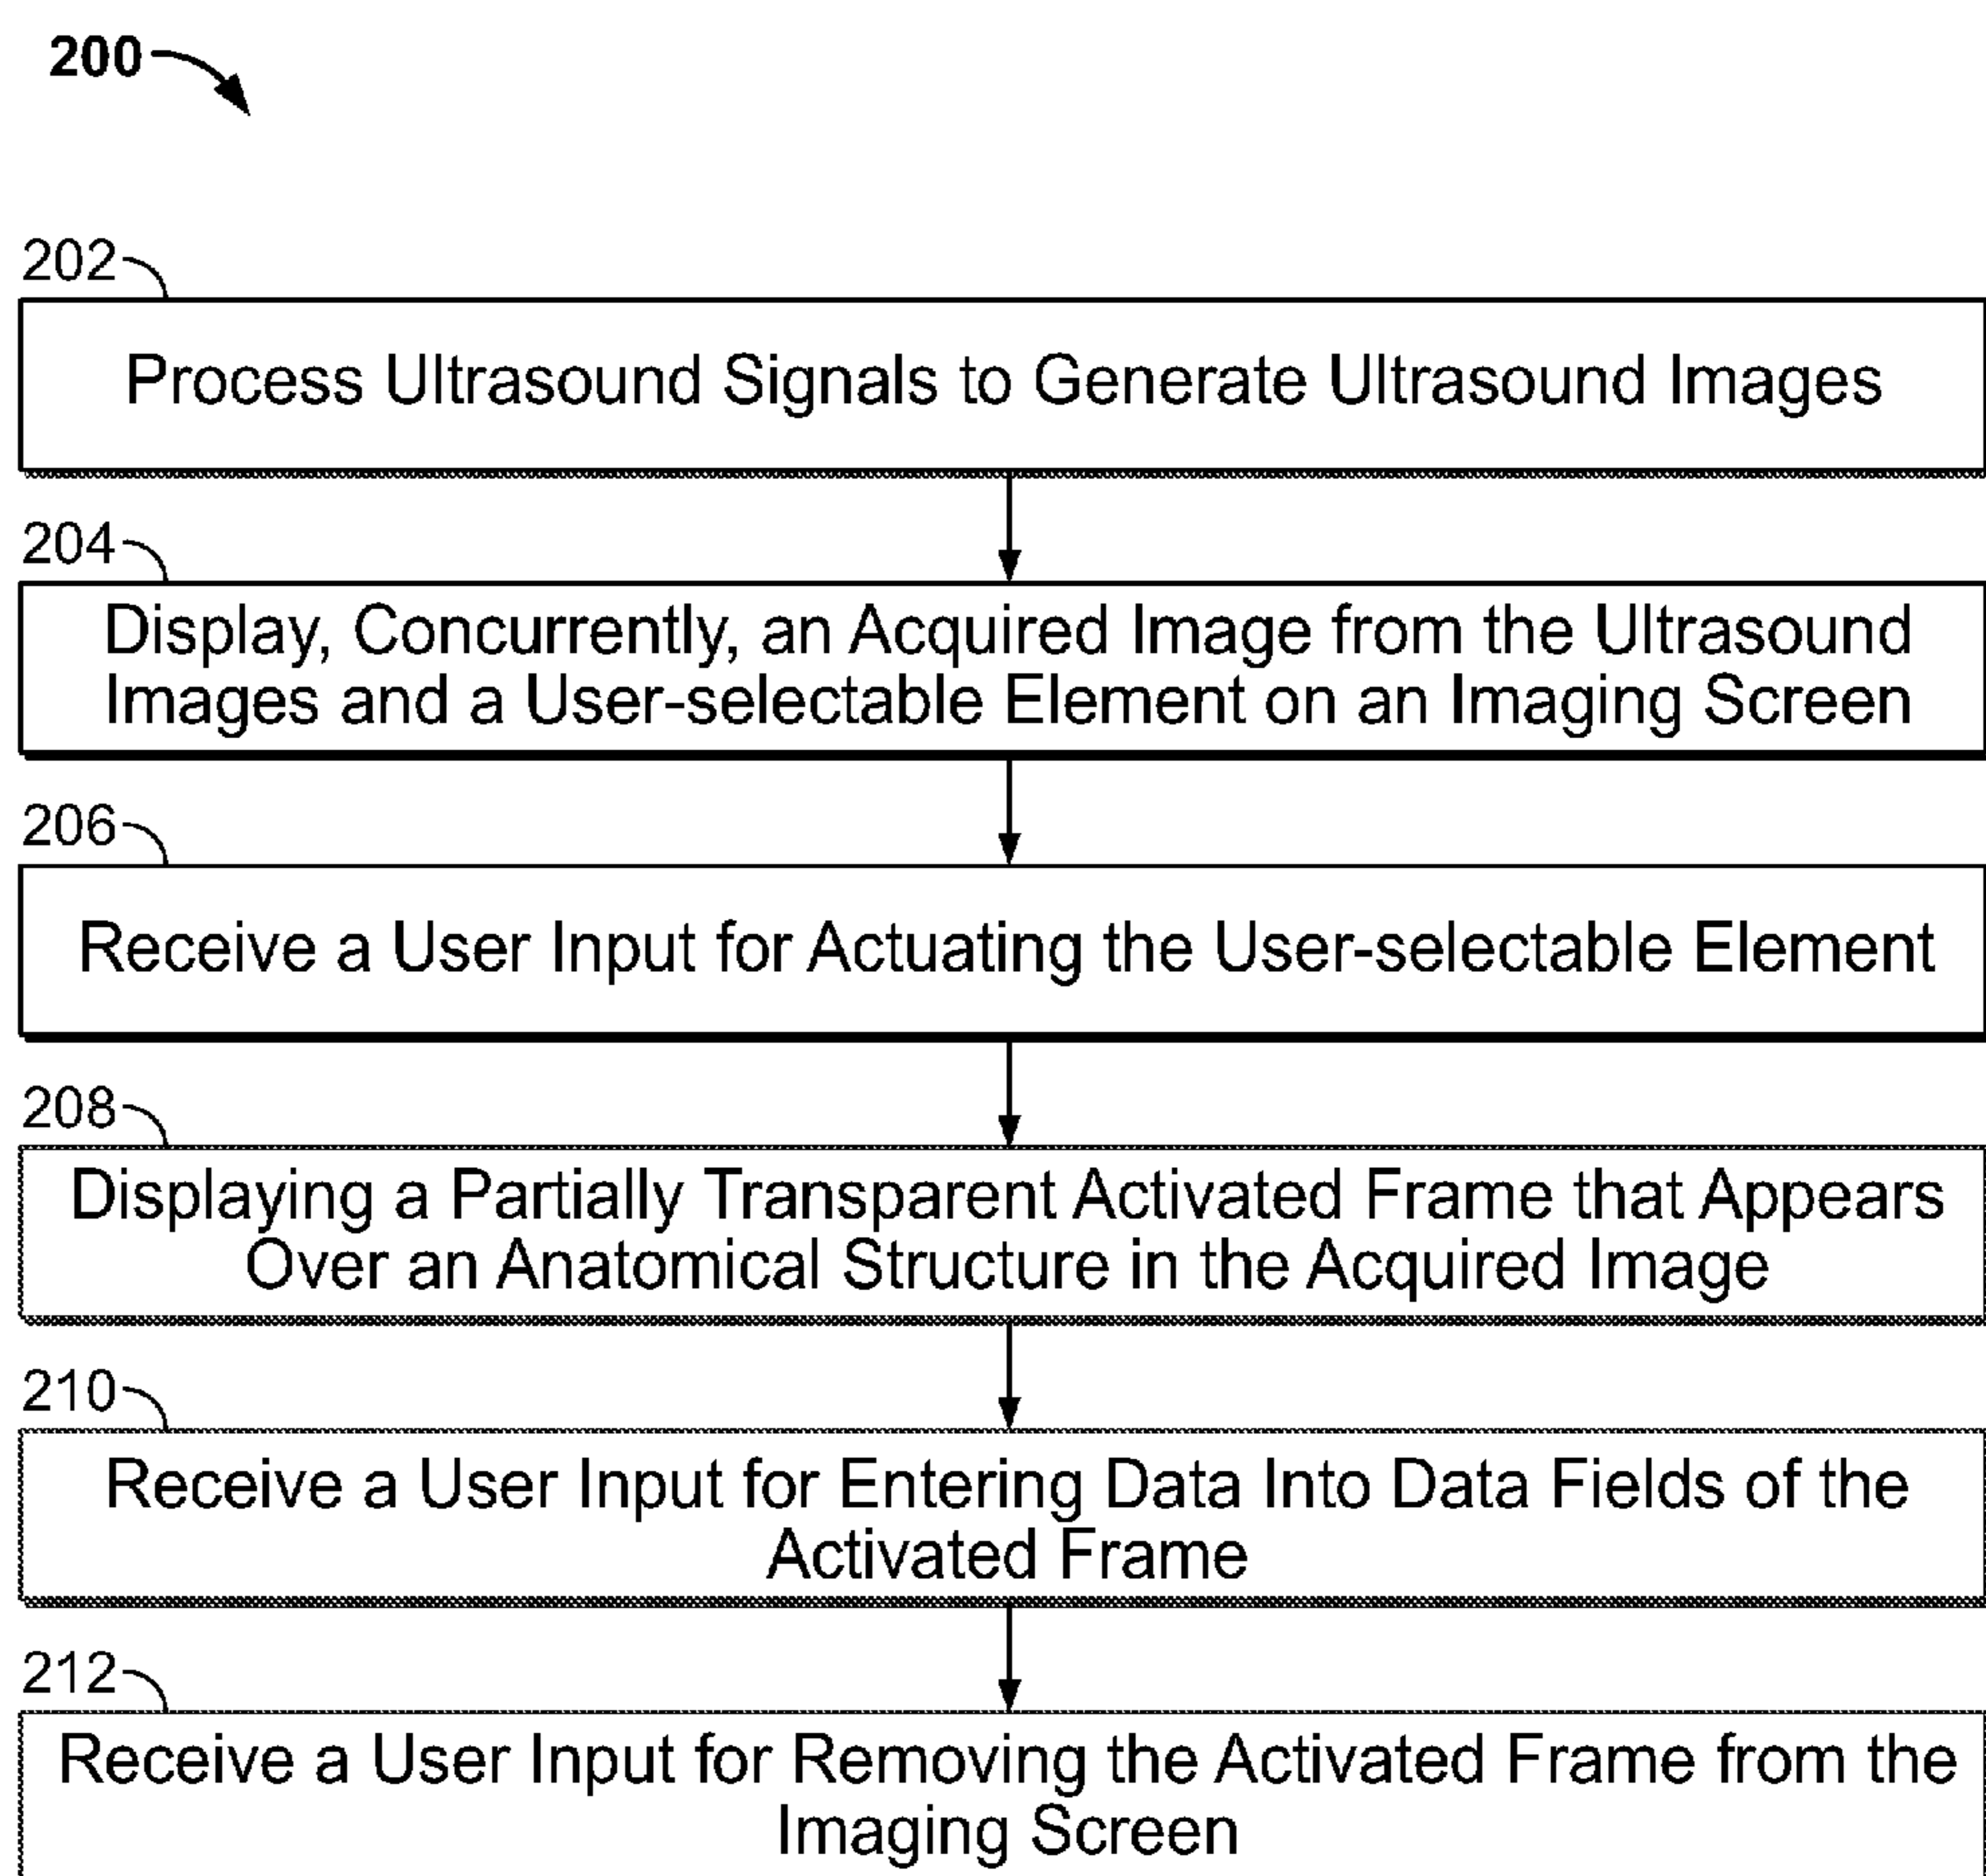 200
202
Process Ultrasound Signals to Generate Ultrasound Images
204
Display, Concurrently, an Acquired Image from the Ultrasound
Images and a User-selectable Element on an Imaging Screen
206
Receive a User Input for Actuating the User-selectable Element
208
Displaying a Partially Transparent Activated Frame that Appears
Over an Anatomical Structure in the Acquired Image
210
Receive a User Input for Entering Data Into Data Fields of the
Activated Frame
212
Receive a User Input for Removing the Activated Frame from the
Imaging Screen